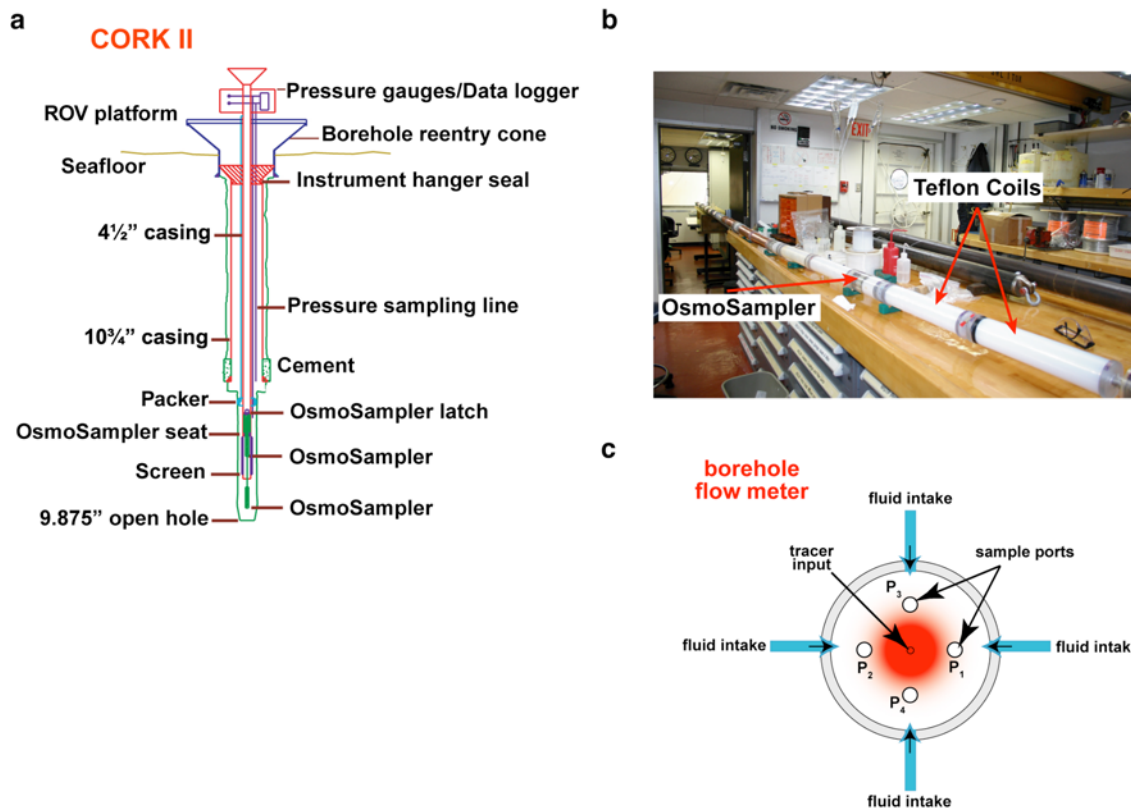 a
CORK II
Pressure gauges/Data logger
ROV platform
Borehole reentry cone
Seafloor
Instrument hanger seal
4½” casing
Pressure sampling line
10¾” casing
Cement
Packer
OsmoSampler latch
OsmoSampler seat
OsmoSampler
Screen
OsmoSampler
9.875” open hole
b
EXIT
Teflon Coils
OsmoSampler
c
borehole
flow meter
fluid intake
tracer
input
sample ports
P3
fluid intake
fluid intak
P2
P1
P4
fluid intake